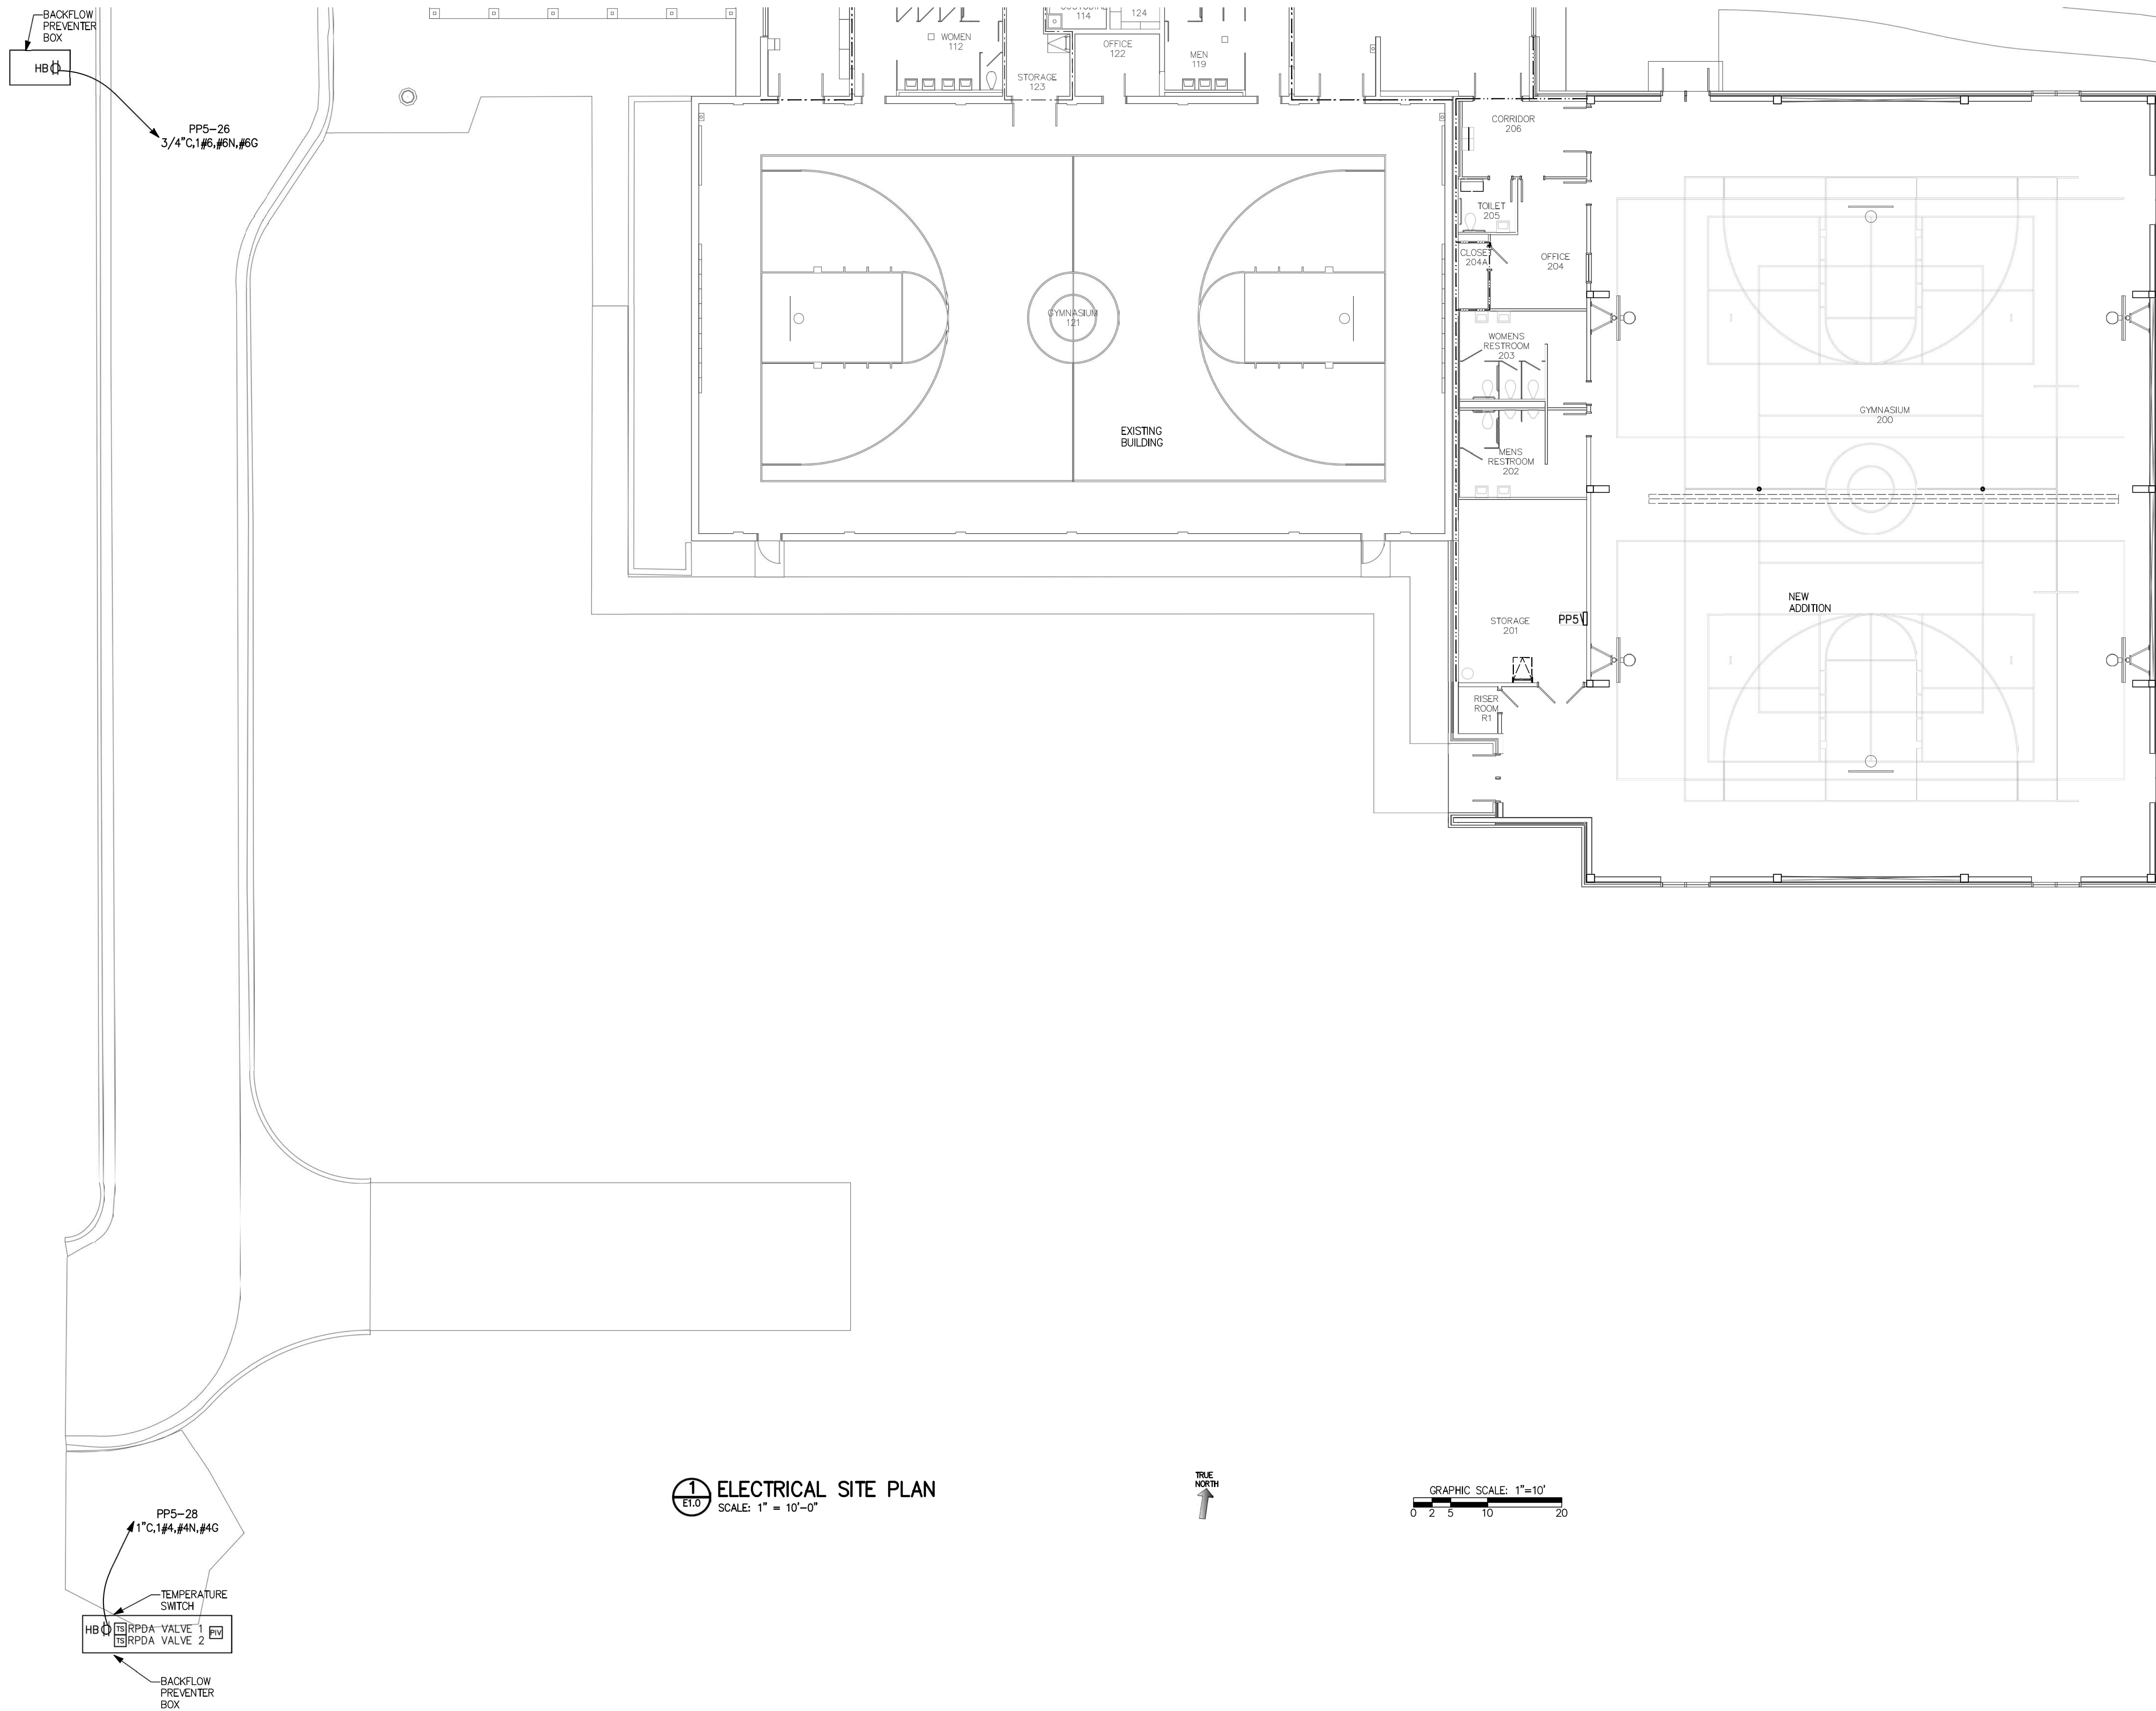 BACKFLOW
PREVENTER
BOX
HB
PP5-26
3/4"C,1#6,#6N,#6G
WOMEN
112
STORAGE
123
114
124
OFFICE
122
MEN
119
CORRIDOR
206
TOILET
205
CLOSET
204A
OFFICE
204
GYMNASIUM
121
WOMENS
RESTROOM
203
EXISTING
BUILDING
MENS
RESTROOM
202
GYMNASIUM
200
NEW
ADDITION
STORAGE
201
PP5
RISER
ROOM
R1
1
E1.0
ELECTRICAL SITE PLAN
SCALE: 1" = 10'-0"
TRUE
NORTH
GRAPHIC SCALE: 1"=10'
0 2 5 10 20
PP5-28
1"C,1#4,#4N,#4G
TEMPERATURE
SWITCH
HB TS RPDA VALVE 1 PIV
TS RPDA VALVE 2
BACKFLOW
PREVENTER
BOX